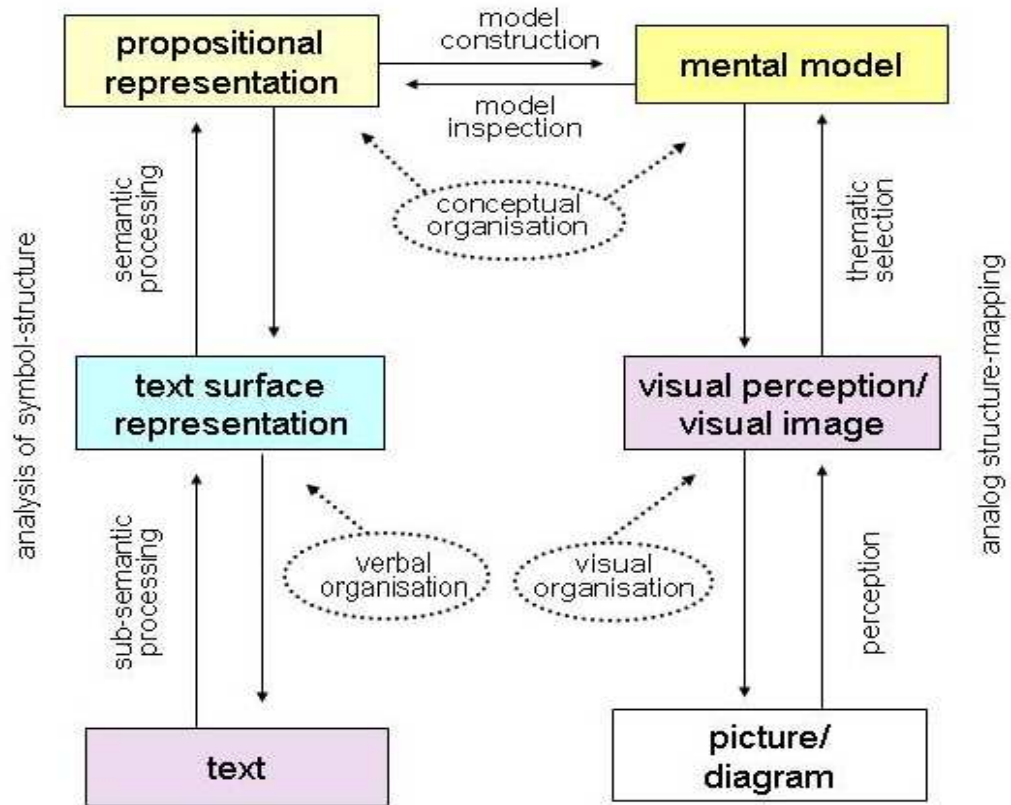 model
construction
propositional
representation
mental model
model
inspection
semantic
processing
conceptual
organisation
thematic
selection
analysis of symbol-structure
analog structure-mapping
text surface
representation
visual perception/
visual image
sub-semantic
processing
verbal
organisation
visual
organisation
perception
text
picture/
diagram